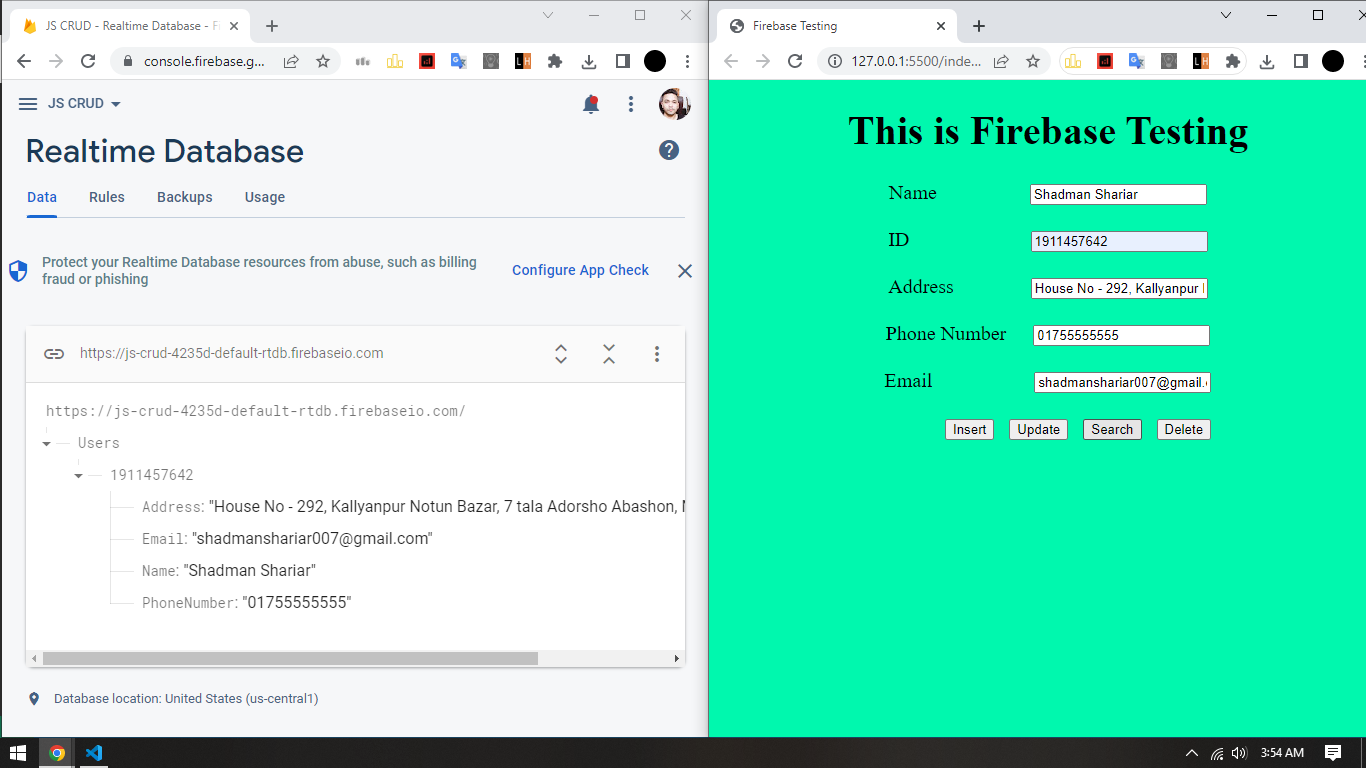 JS CRUD - Realtime Database - Fi
console.firebase.g...
JS CRUD
Realtime Database
Data Rules Backups Usage
Protect your Realtime Database resources from abuse, such as billing
fraud or phishing
Configure App Check
https://js-crud-4235d-default-rtdb.firebaseio.com
https://js-crud-4235d-default-rtdb.firebaseio.com/
Users
1911457642
Address: "House No - 292, Kallyanpur Notun Bazar, 7 tala Adorsho Abashon,
Email: "shadmanshariar007@gmail.com"
Name: "Shadman Shariar"
PhoneNumber: "01755555555"
Database location: United States (us-central1)
Firebase Testing
127.0.0.1:5500/inde...
This is Firebase Testing
Name Shadman Shariar
ID 1911457642
Address House No - 292, Kallyanpur
Phone Number 01755555555
Email shadmanshariar007@gmail.
Insert Update Search Delete
3:54 AM